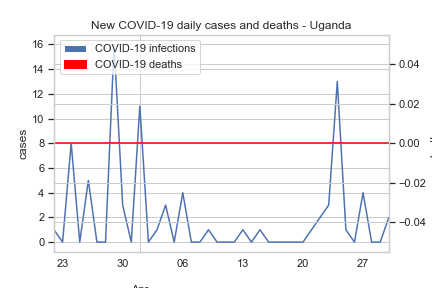 New COVID-19 daily cases and deaths - Uganda
COVID-19 infections
COVID-19 deaths
cases
16
14
12
10
8
6
4
2
0
0.04
0.02
0.00
−0.02
−0.04
23 30 06 13 20 27